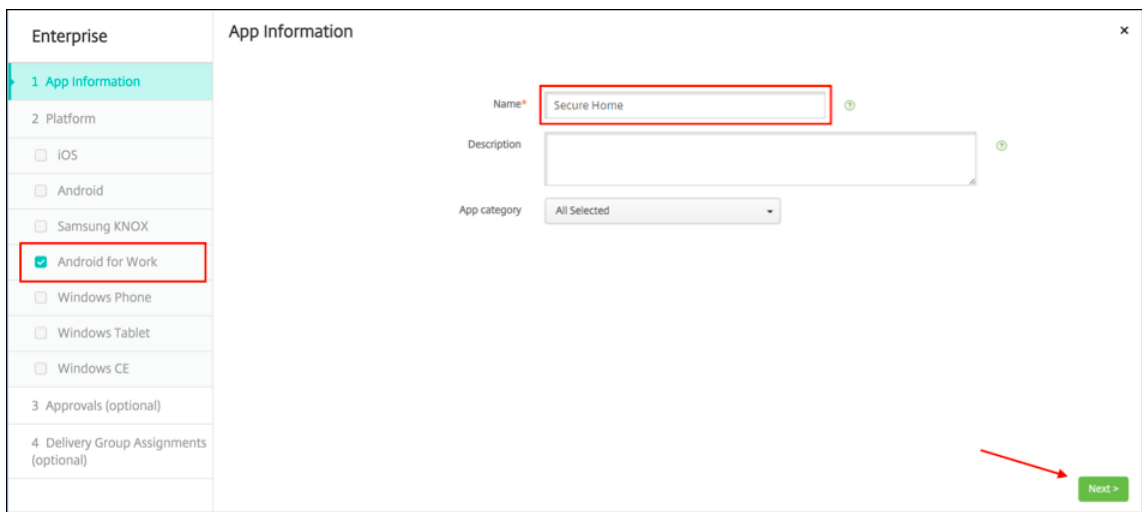 Enterprise
App Information
×
1 App Information
2 Platform
iOS
Android
Samsung KNOX
Android for Work
Windows Phone
Windows Tablet
Windows CE
3 Approvals (optional)
4 Delivery Group Assignments
(optional)
Name*
Secure Home
?
Description
?
App category
All Selected
Next >